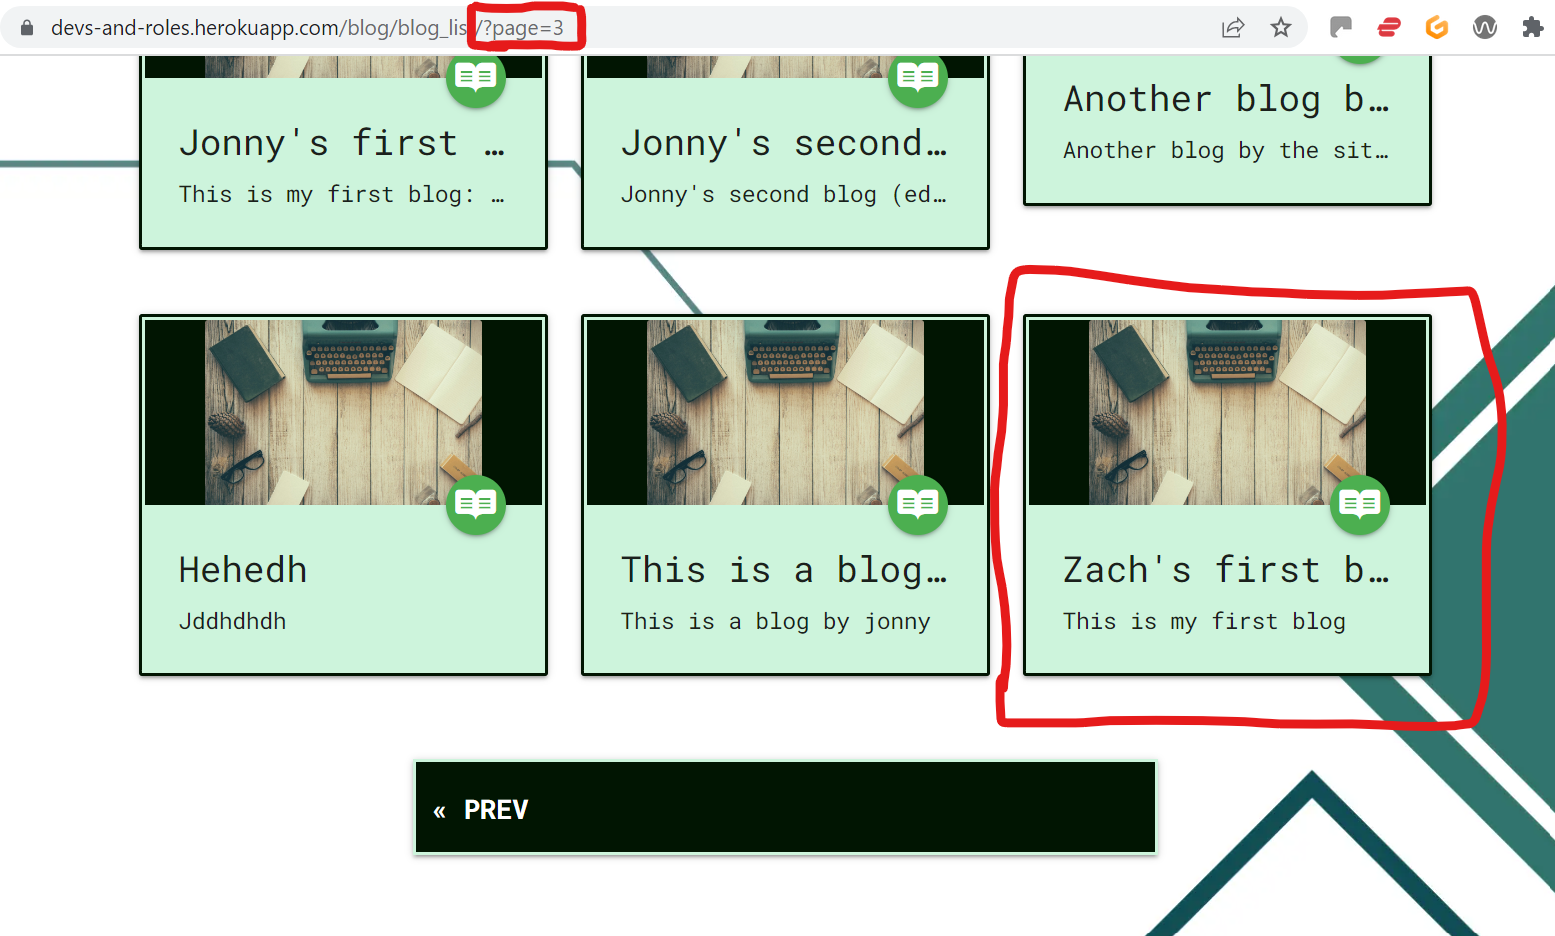 devs-and-roles.herokuapp.com/blog/blog_lis/?page=3
Jonny's first …
This is my first blog: …
Jonny's second…
Jonny's second blog (ed…
Another blog b…
Another blog by the sit…
Hehedh
Jddhdhdh
This is a blog…
This is a blog by jonny
Zach's first b…
This is my first blog
« PREV